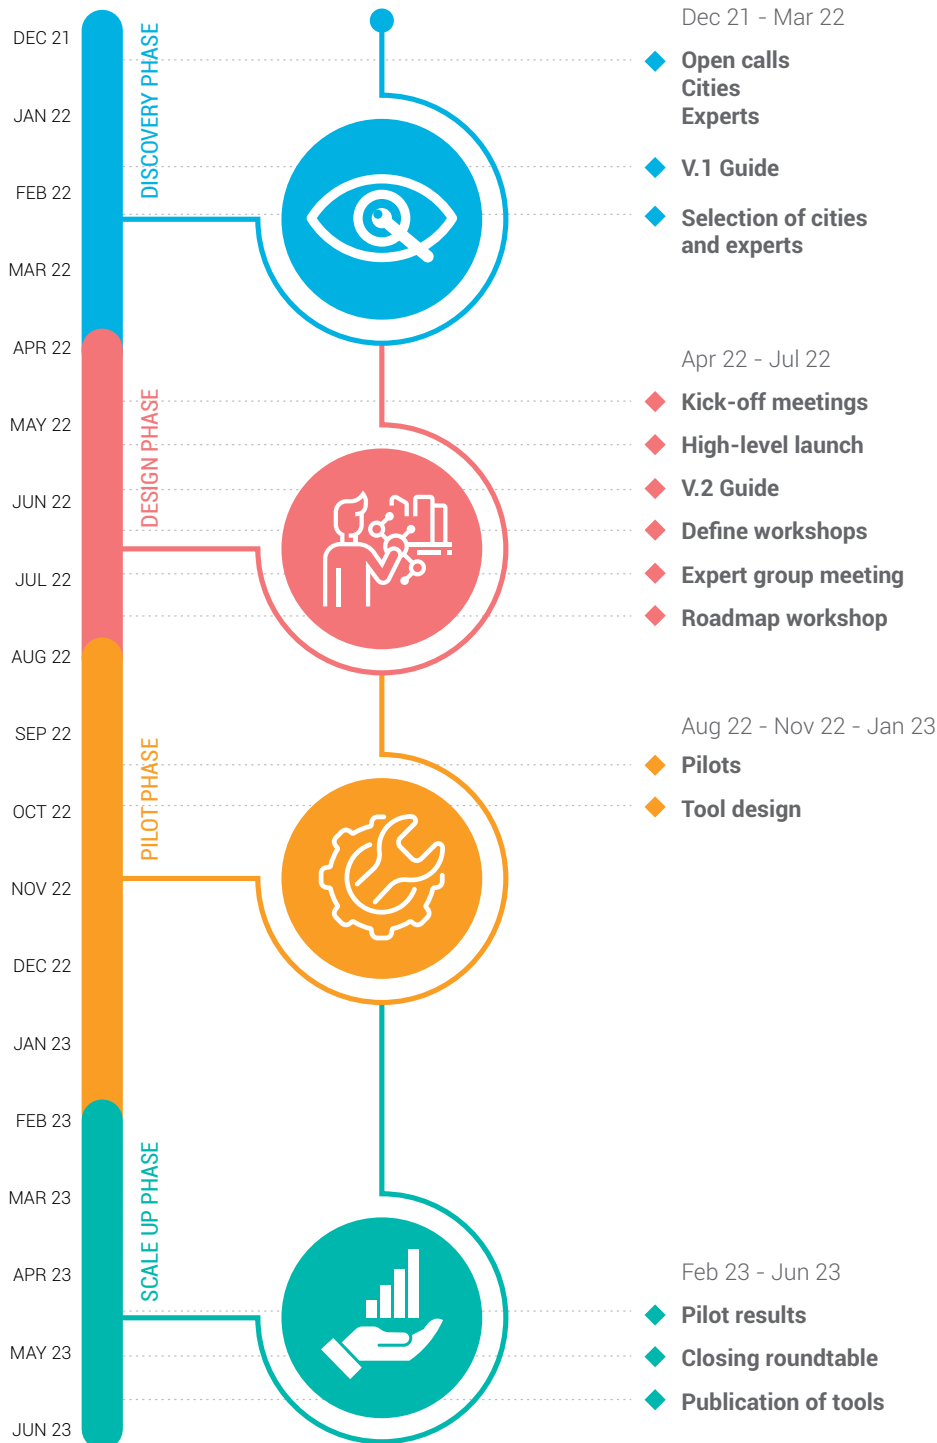 DEC 21
JAN 22
FEB 22
MAR 22
APR 22
MAY 22
JUN 22
JUL 22
AUG 22
SEP 22
OCT 22
NOV 22
DEC 22
JAN 23
FEB 23
MAR 23
APR 23
MAY 23
JUN 23
DISCOVERY PHASE
DESIGN PHASE
PILOT PHASE
SCALE UP PHASE
Dec 21 - Mar 22
Open calls
Cities
Experts
V.1 Guide
Selection of cities
and experts
Apr 22 - Jul 22
Kick-off meetings
High-level launch
V.2 Guide
Define workshops
Expert group meeting
Roadmap workshop
Aug 22 - Nov 22 - Jan 23
Pilots
Tool design
Feb 23 - Jun 23
Pilot results
Closing roundtable
Publication of tools